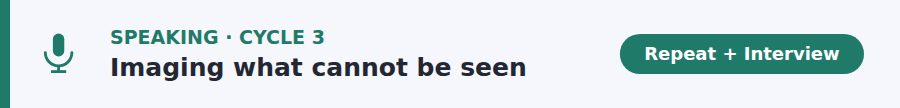 SPEAKING · CYCLE 3
Imaging what cannot be seen
Repeat + Interview